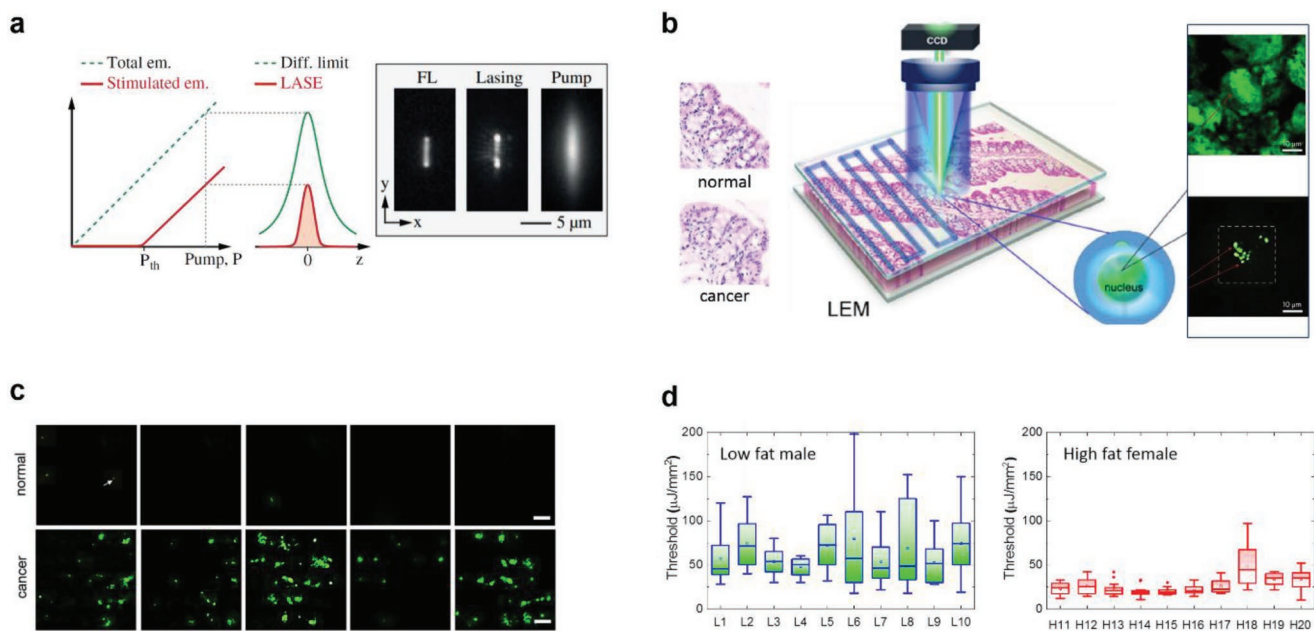 a
Total em.
Stimulated em.
Diff. limit
LASE
P_th
Pump, P
0
z
FL
Lasing
Pump
y
x
5 μm
b
normal
cancer
CCD
LEM
nucleus
10 μm
10 μm
c
normal
cancer
d
Low fat male
Threshold (μJ/mm²)
200
150
100
50
0
L1 L2 L3 L4 L5 L6 L7 L8 L9 L10
High fat female
Threshold (μJ/mm²)
200
150
100
50
0
H11 H12 H13 H14 H15 H16 H17 H18 H19 H20